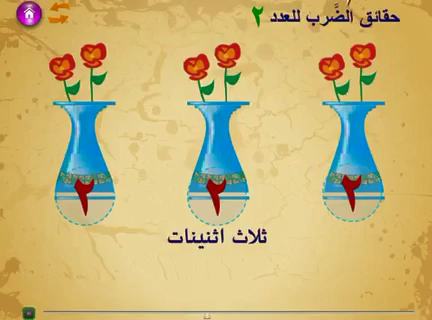 حقائق الضَّرب للعدد ٢
٢ ٢ ٢
ثلاث اثنينات